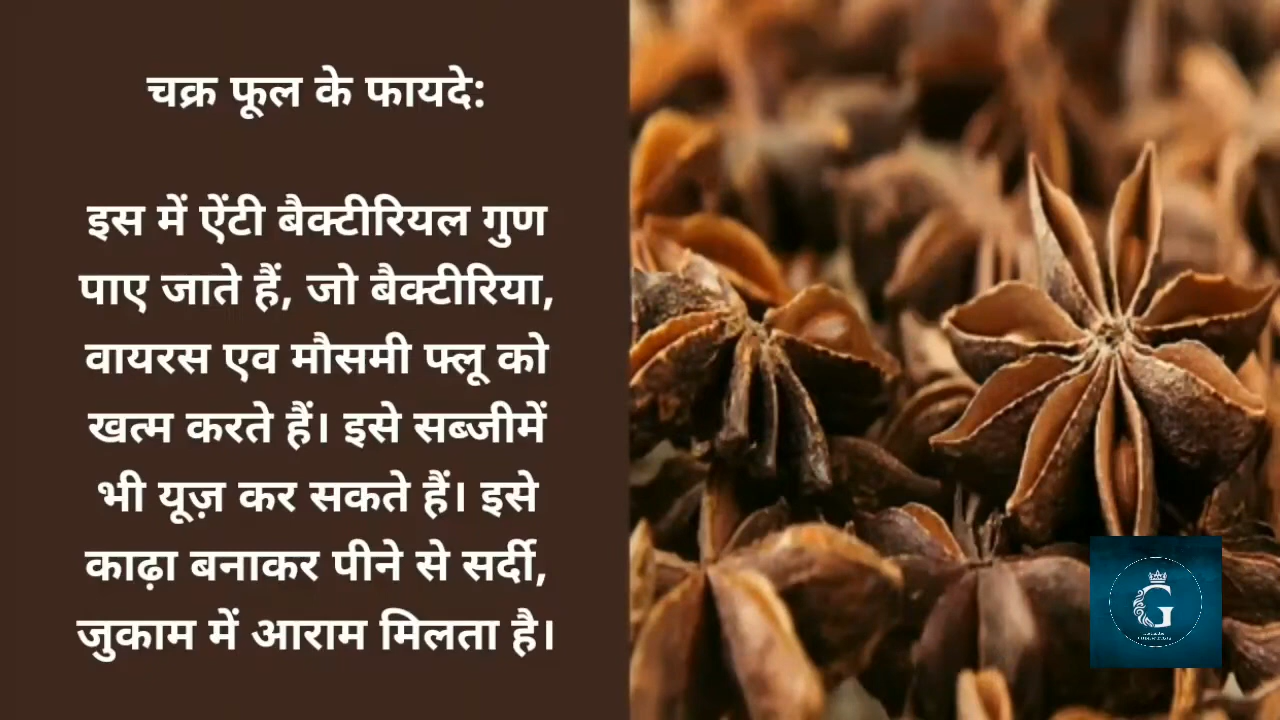 चक्र फूल के फायदे:
इस में ऐंटी बैक्टीरियल गुण
पाए जाते हैं, जो बैक्टीरिया,
वायरस एव मौसमी फ्लू को
खत्म करते हैं। इसे सब्जीमें
भी यूज़ कर सकते हैं। इसे
काढ़ा बनाकर पीने से सर्दी,
जुकाम में आराम मिलता है।
G